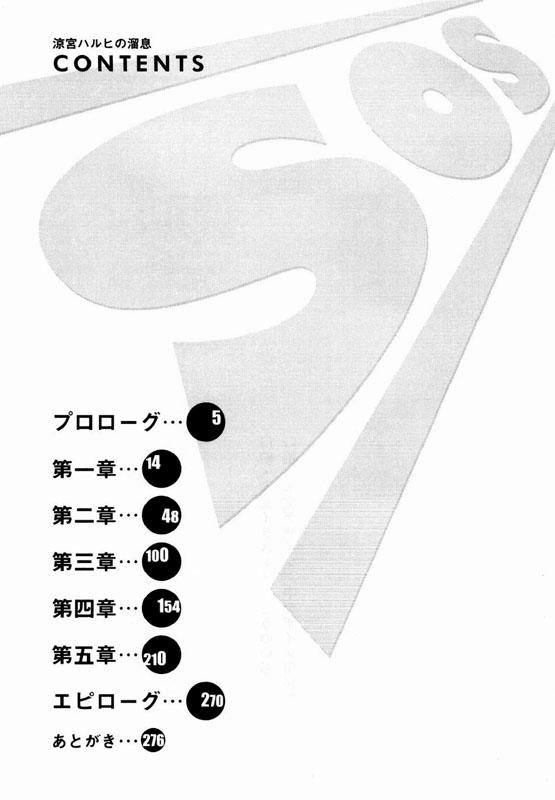 涼宮ハルヒの溜息
CONTENTS
SOS
プロローグ…5
第一章…14
第二章…48
第三章…100
第四章…154
第五章…210
エピローグ…270
あとがき…276